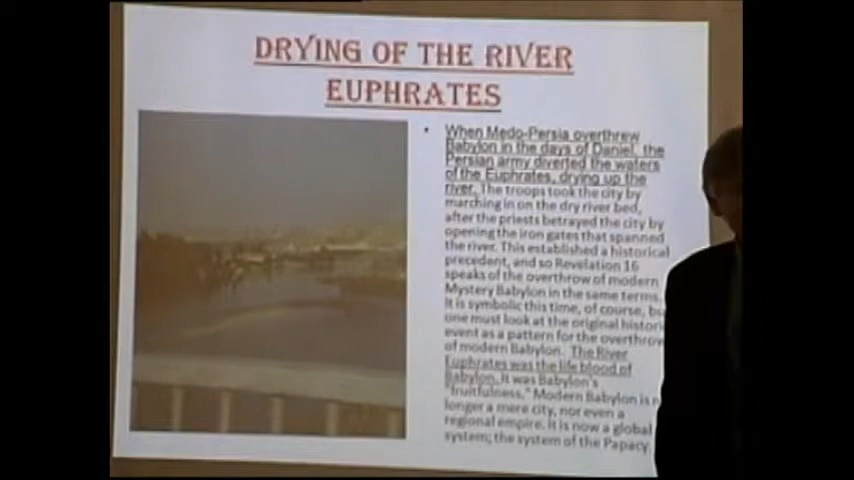 DRYING OF THE RIVER
EUPHRATES
• When Medo-Persia overthrew
Babylon in the days of Daniel, the
Persian army diverted the waters
of the Euphrates, drying up the
river. The troops took the city by
marching in on the dry river bed,
after the priests betrayed the city by
opening the iron gates that spanned
the river. This established a historical
precedent, and so Revelation 16
speaks of the overthrow of modern
Mystery Babylon in the same terms.
It is symbolic this time, of course,
one must look at the original
event as a pattern for the overthrow
of modern Babylon. The River
Euphrates was the life blood of
Babylon. It was Babylon's
"fruitfulness." Modern Babylon is
longer a mere city, nor even a
regional empire. It is now a global
system; the system of the Papacy